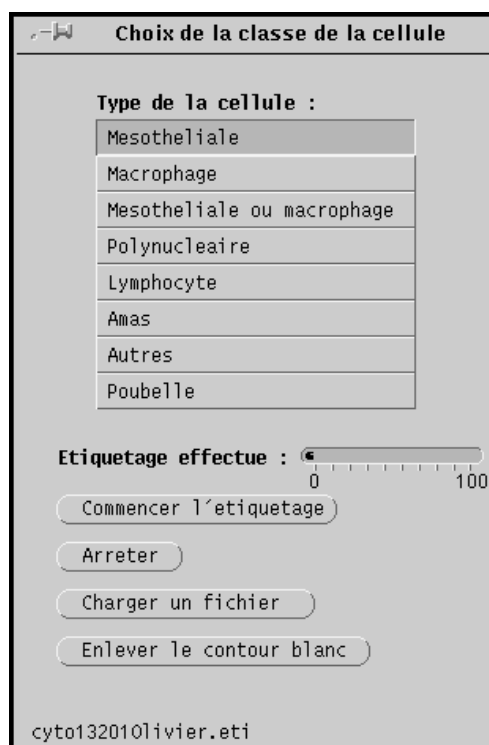 Choix de la classe de la cellule
Type de la cellule :
Mesotheliale
Macrophage
Mesotheliale ou macrophage
Polynucleaire
Lymphocyte
Amas
Autres
Poubelle
Etiquetage effectue :
0 100
Commencer l´etiquetage
Arreter
Charger un fichier
Enlever le contour blanc
cyto132010livier.eti